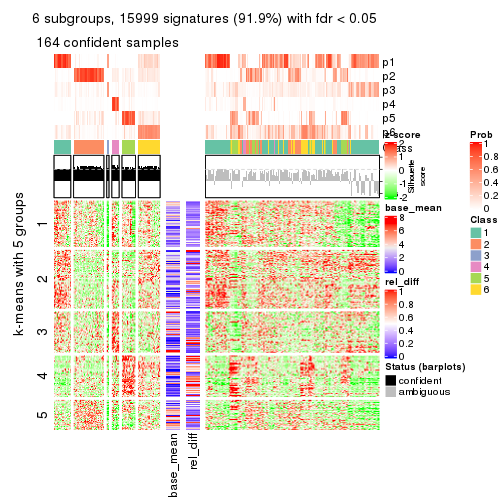 6 subgroups, 15999 signatures (91.9%) with fdr < 0.05
164 confident samples
p1
p2
p3
p4
p5
p6
z score
2
1
0
-1
-2
Silhouette
score
base_mean
8
6
4
2
0
rel_diff
1
0.8
0.6
0.4
0.2
0
Status (barplots)
confident
ambiguous
Prob
1
0.8
0.6
0.4
0.2
0
Class
1
2
3
4
5
6
k-means with 5 groups
1
2
3
4
5
base_mean
rel_diff